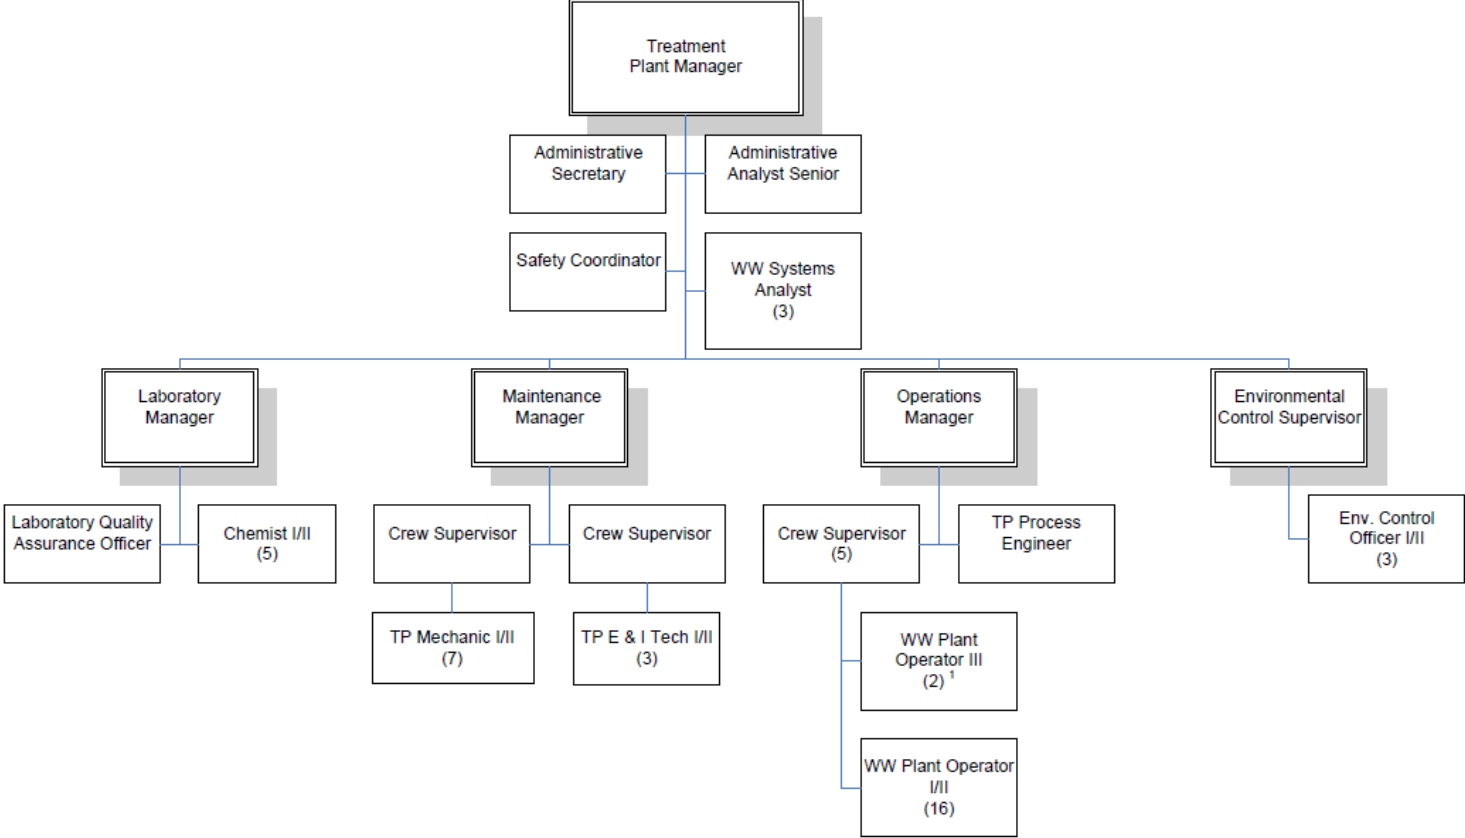 Treatment
Plant Manager
Administrative
Secretary
Administrative
Analyst Senior
Safety Coordinator
WW Systems
Analyst
(3)
Laboratory
Manager
Maintenance
Manager
Operations
Manager
Environmental
Control Supervisor
Laboratory Quality
Assurance Officer
Chemist I/II
(5)
Crew Supervisor
Crew Supervisor
Crew Supervisor
(5)
TP Process
Engineer
Env. Control
Officer I/II
(3)
TP Mechanic I/II
(7)
TP E & I Tech I/II
(3)
WW Plant
Operator III
(2) ¹
WW Plant Operator
I/II
(16)